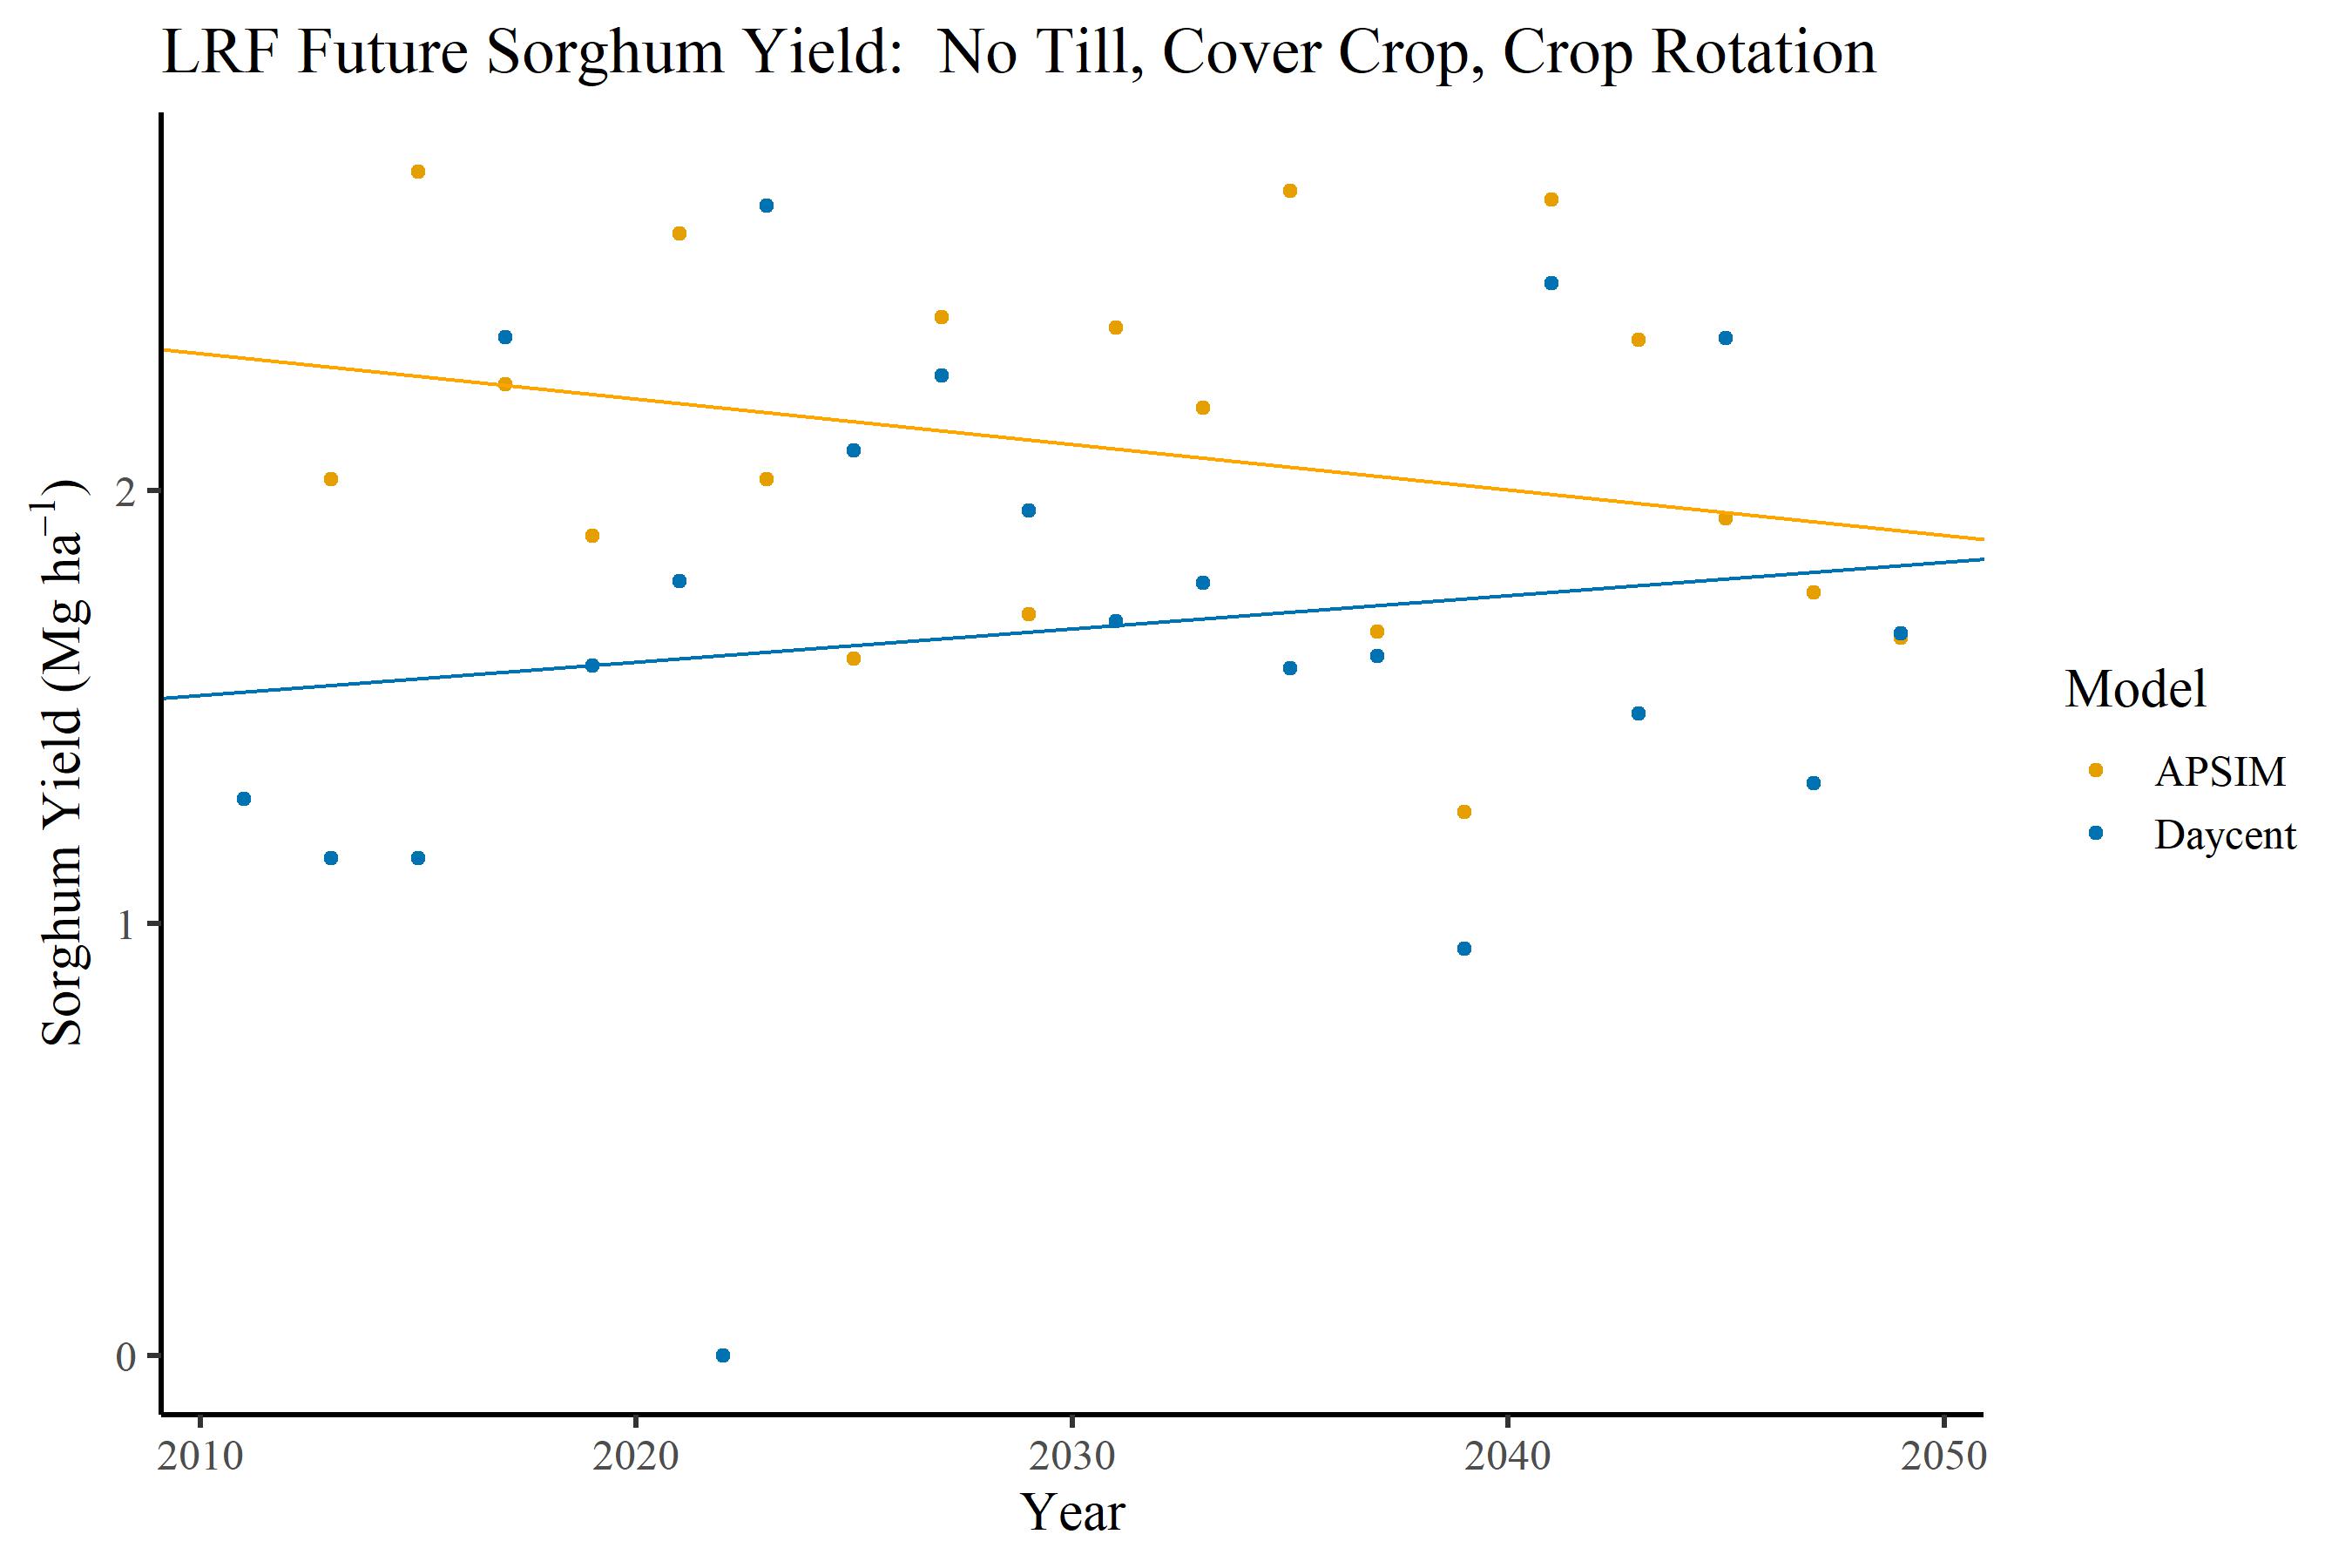 LRF Future Sorghum Yield:  No Till, Cover Crop, Crop Rotation
Sorghum Yield (Mg ha⁻¹)
2
1
0
2010 2020 2030 2040 2050
Year
Model
APSIM
Daycent